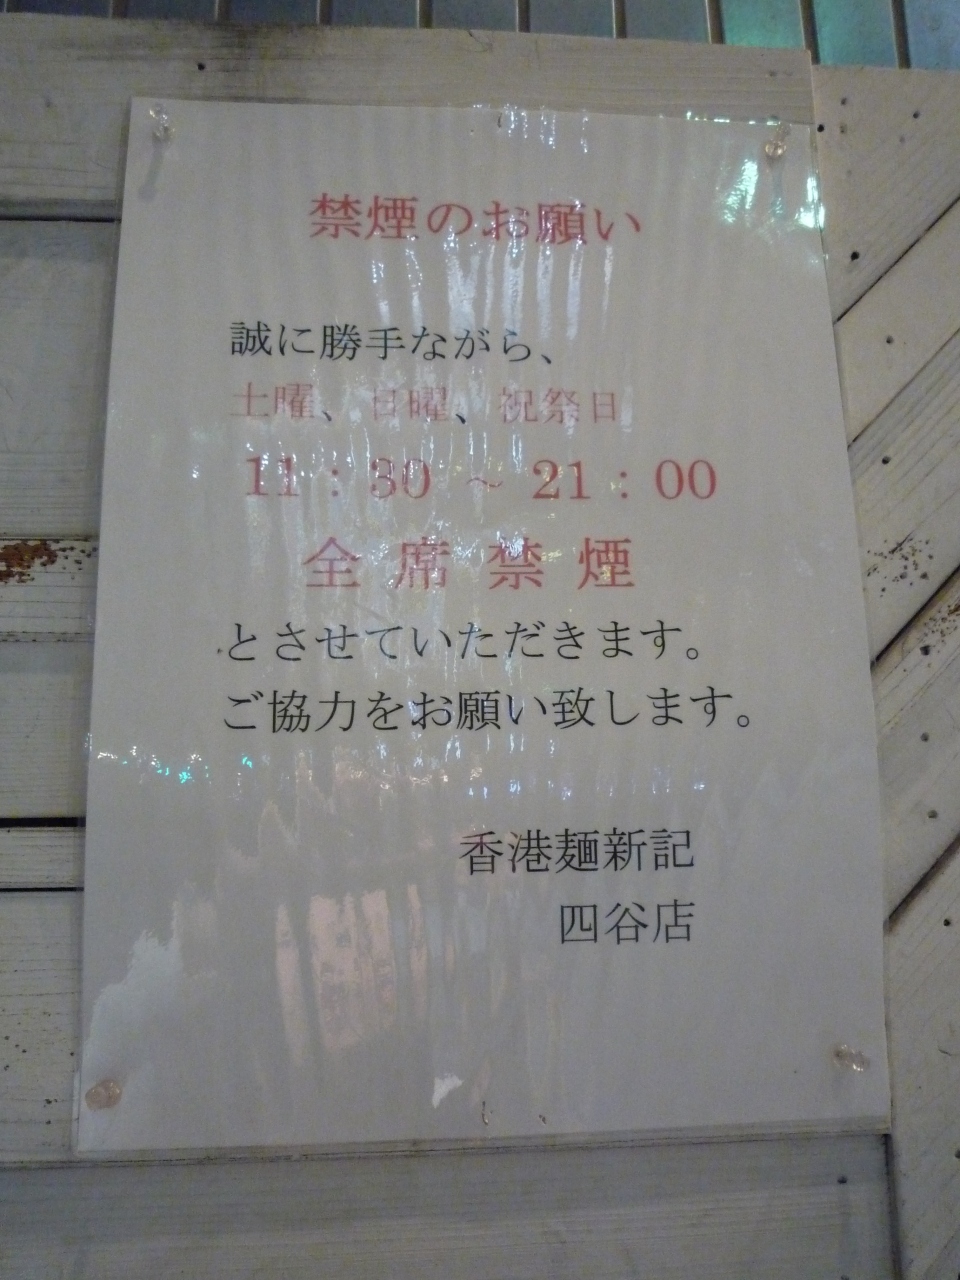 禁煙のお願い
誠に勝手ながら、
土曜、日曜、祝祭日
11：30 ～ 21：00
全席禁煙
とさせていただきます。
ご協力をお願い致します。
香港麺新記
四谷店